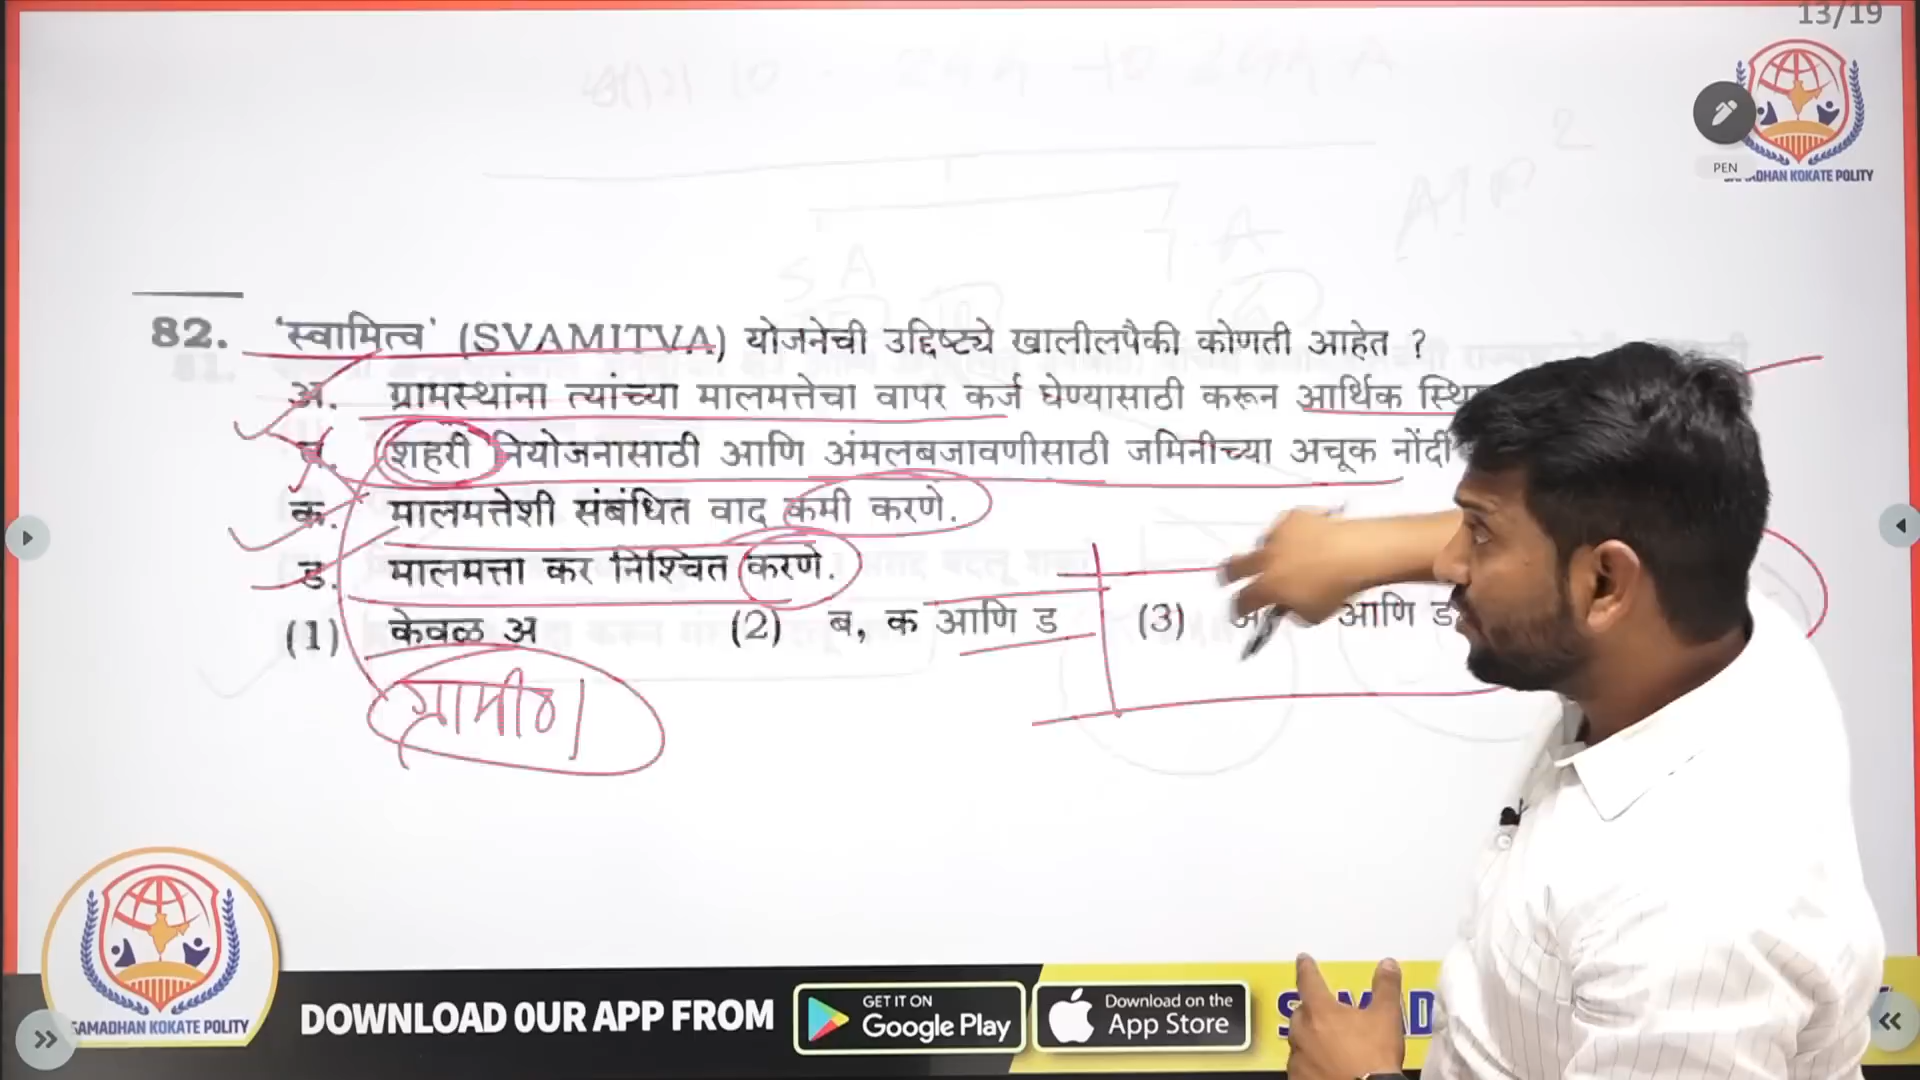 13/19
PEN
SAMADHAN KOKATE POLITY
82. 'स्वामित्व' (SVAMITVA) योजनेची उद्दिष्ट्ये खालीलपैकी कोणती आहेत ?
अ. ग्रामस्थांना त्यांच्या मालमत्तेचा वापर कर्ज घेण्यासाठी करून आर्थिक
ब. शहरी नियोजनासाठी आणि अंमलबजावणीसाठी जमिनीच्या अचूक नोंदी
क. मालमत्तेशी संबंधित वाद कमी करणे.
ड. मालमत्ता कर निश्चित करणे.
(1) केवळ अ (2) ब, क आणि ड (3) आणि ड
ग्रामीण
SAMADHAN KOKATE POLITY
DOWNLOAD 0UR APP FROM
GET IT ON
Google Play
Download on the
App Store